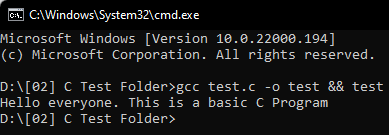 C:\Windows\System32\cmd.exe
Microsoft Windows [Version 10.0.22000.194]
(c) Microsoft Corporation. All rights reserved.
D:\[02] C Test Folder>gcc test.c -o test && test
Hello everyone. This is a basic C Program
D:\[02] C Test Folder>